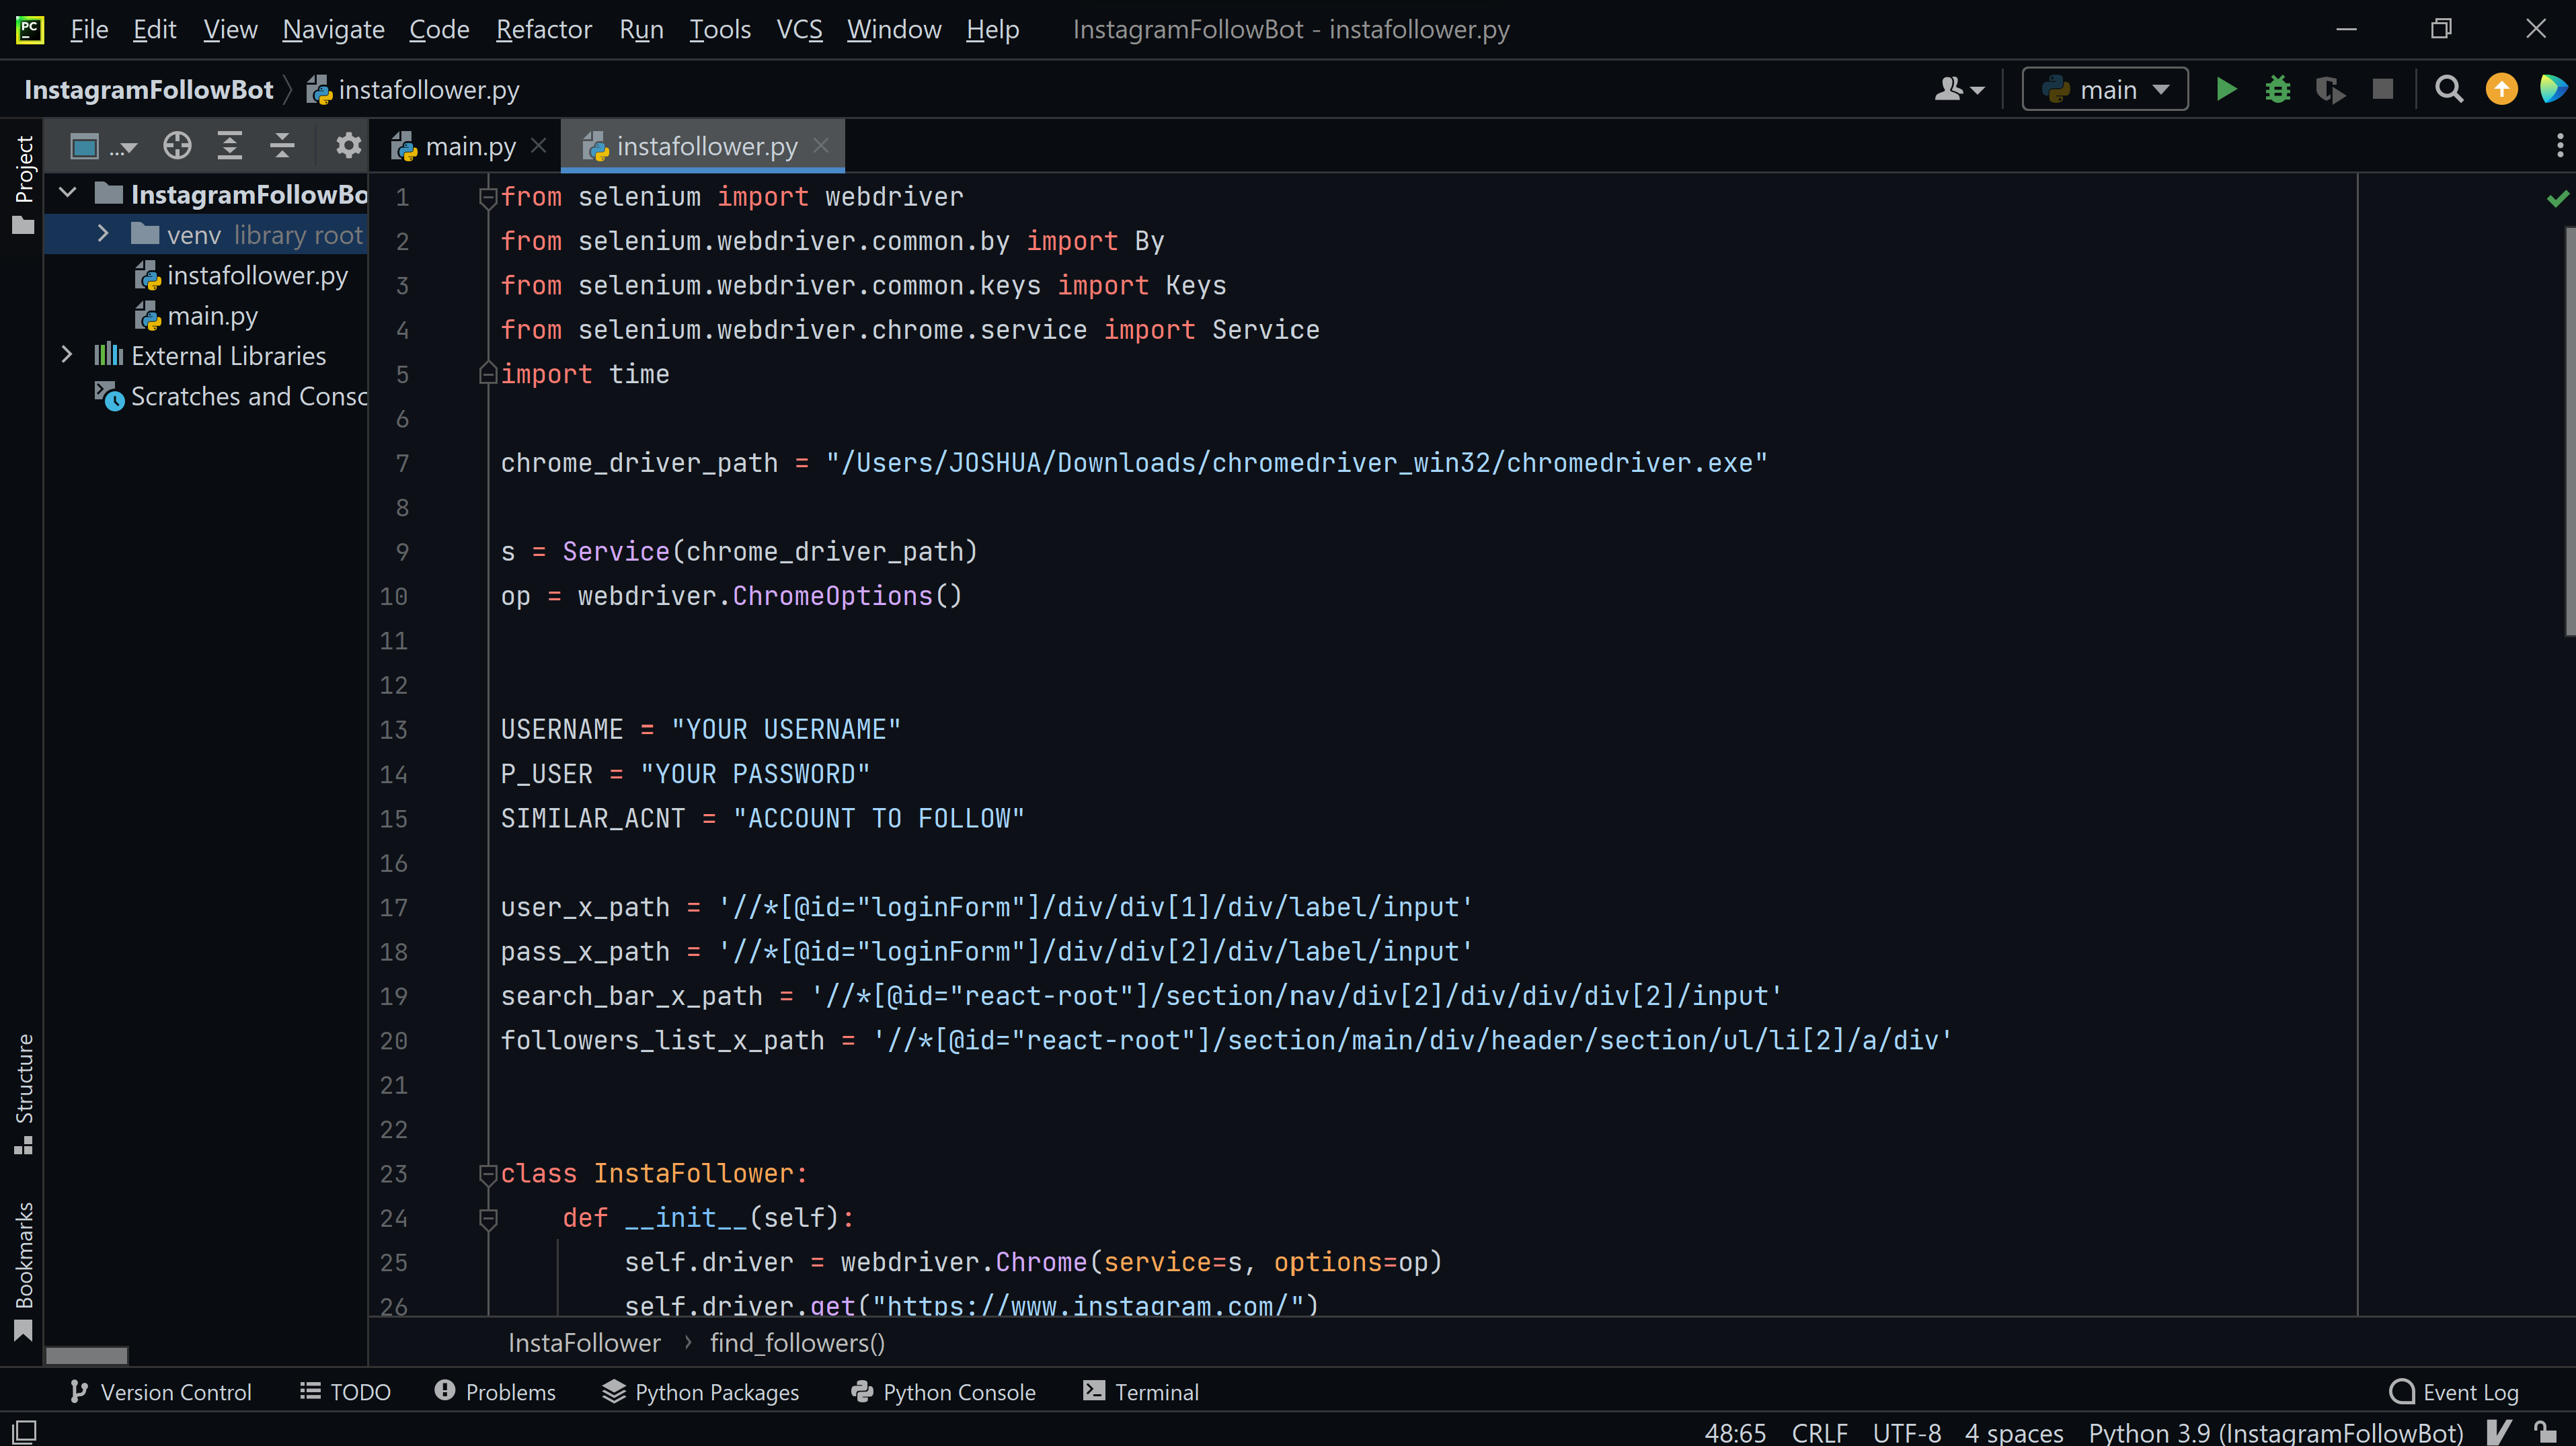 PC File Edit View Navigate Code Refactor Run Tools VCS Window Help InstagramFollowBot - instafollower.py
InstagramFollowBot instafollower.py main
... main.py instafollower.py
Project
InstagramFollowBo
venv library root
instafollower.py
main.py
External Libraries
Scratches and Consc
Structure
Bookmarks
1 from selenium import webdriver
2 from selenium.webdriver.common.by import By
3 from selenium.webdriver.common.keys import Keys
4 from selenium.webdriver.chrome.service import Service
5 import time
6
7 chrome_driver_path = "/Users/JOSHUA/Downloads/chromedriver_win32/chromedriver.exe"
8
9 s = Service(chrome_driver_path)
10 op = webdriver.ChromeOptions()
11
12
13 USERNAME = "YOUR USERNAME"
14 P_USER = "YOUR PASSWORD"
15 SIMILAR_ACNT = "ACCOUNT TO FOLLOW"
16
17 user_x_path = '//*[@id="loginForm"]/div/div[1]/div/label/input'
18 pass_x_path = '//*[@id="loginForm"]/div/div[2]/div/label/input'
19 search_bar_x_path = '//*[@id="react-root"]/section/nav/div[2]/div/div/div[2]/input'
20 followers_list_x_path = '//*[@id="react-root"]/section/main/div/header/section/ul/li[2]/a/div'
21
22
23 class InstaFollower:
24 def __init__(self):
25 self.driver = webdriver.Chrome(service=s, options=op)
26 self.driver.get("https://www.instagram.com/")
InstaFollower › find_followers()
Version Control TODO Problems Python Packages Python Console Terminal Event Log
48:65 CRLF UTF-8 4 spaces Python 3.9 (InstagramFollowBot)